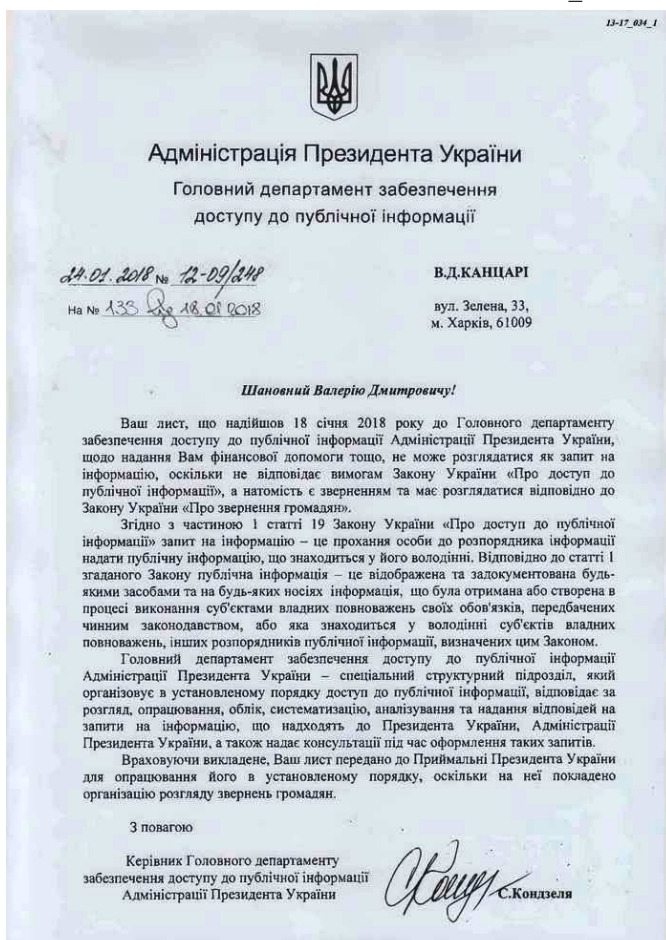 13-17_034_1
Адміністрація Президента України
Головний департамент забезпечення
доступу до публічної інформації
24.01.2018 № 12-09/248
На № 133 від 18.01.2018
В.Д.КАНЦАРІ
вул. Зелена, 33,
м. Харків, 61009
Шановний Валерію Дмитровичу!
Ваш лист, що надійшов 18 січня 2018 року до Головного департаменту
забезпечення доступу до публічної інформації Адміністрації Президента України,
щодо надання Вам фінансової допомоги тощо, не може розглядатися як запит на
інформацію, оскільки не відповідає вимогам Закону України «Про доступ до
публічної інформації», а натомість є зверненням та має розглядатися відповідно до
Закону України «Про звернення громадян».
Згідно з частиною 1 статті 19 Закону України «Про доступ до публічної
інформації» запит на інформацію – це прохання особи до розпорядника інформації
надати публічну інформацію, що знаходиться у його володінні. Відповідно до статті 1
згаданого Закону публічна інформація – це відображена та задокументована будь-
якими засобами та на будь-яких носіях інформація, що була отримана або створена в
процесі виконання суб'єктами владних повноважень своїх обов'язків, передбачених
чинним законодавством, або яка знаходиться у володінні суб'єктів владних
повноважень, інших розпорядників публічної інформації, визначених цим Законом.
Головний департамент забезпечення доступу до публічної інформації
Адміністрації Президента України – спеціальний структурний підрозділ, який
організовує в установленому порядку доступ до публічної інформації, відповідає за
розгляд, опрацювання, облік, систематизацію, аналізування та надання відповідей на
запити на інформацію, що надходять до Президента України, Адміністрації
Президента України, а також надає консультації під час оформлення таких запитів.
Враховуючи викладене, Ваш лист передано до Приймальні Президента України
для опрацювання його в установленому порядку, оскільки на неї покладено
організацію розгляду звернень громадян.
З повагою
Керівник Головного департаменту
забезпечення доступу до публічної інформації
Адміністрації Президента України
С.Кондзеля